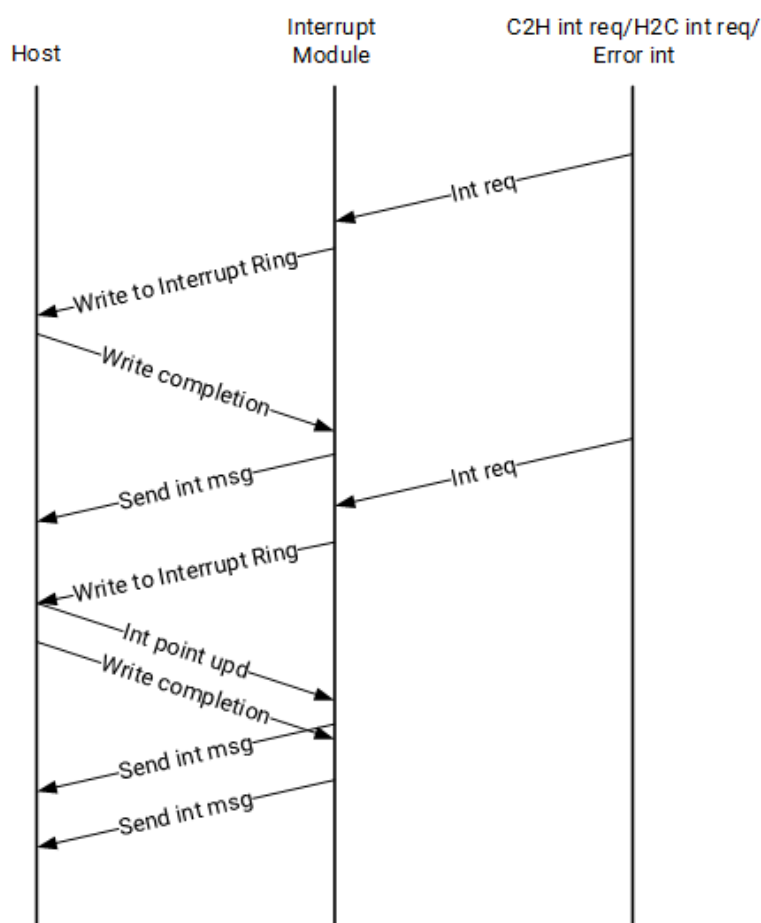 Host
Interrupt
Module
C2H int req/H2C int req/
Error int
Int req
Write to Interrupt Ring
Write completion
Int req
Send int msg
Write to Interrupt Ring
Int point upd
Write completion
Send int msg
Send int msg